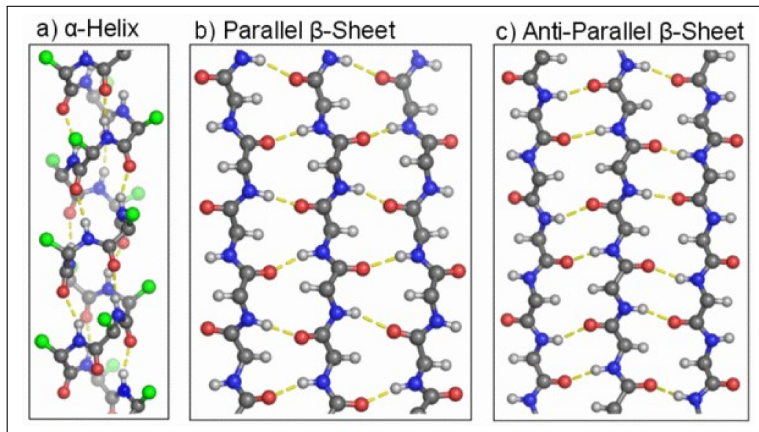 a) α-Helix
b) Parallel β-Sheet
c) Anti-Parallel β-Sheet